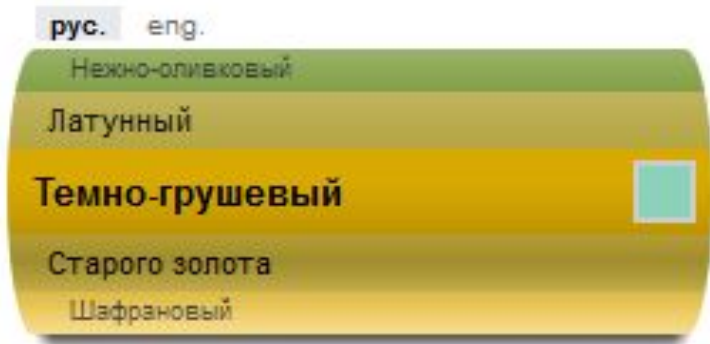 рус. eng.
Нежно-оливковый
Латунный
Темно-грушевый
Старого золота
Шафрановый